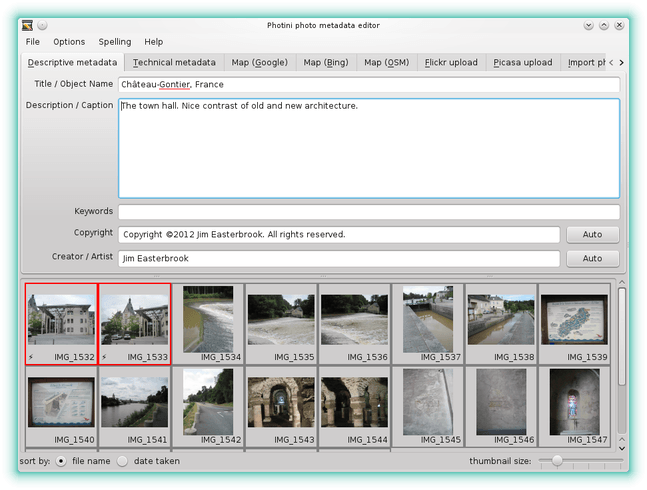 Photini photo metadata editor
File Options Spelling Help
Descriptive metadata Technical metadata Map (Google) Map (Bing) Map (OSM) Flickr upload Picasa upload Import ph
Title / Object Name Château-Gontier, France
Description / Caption The town hall. Nice contrast of old and new architecture.
Keywords
Copyright Copyright ©2012 Jim Easterbrook. All rights reserved. Auto
Creator / Artist Jim Easterbrook Auto
IMG_1532 IMG_1533 IMG_1534 IMG_1535 IMG_1536 IMG_1537 IMG_1538 IMG_1539
IMG_1540 IMG_1541 IMG_1542 IMG_1543 IMG_1544 IMG_1545 IMG_1546 IMG_1547
sort by: file name date taken thumbnail size: